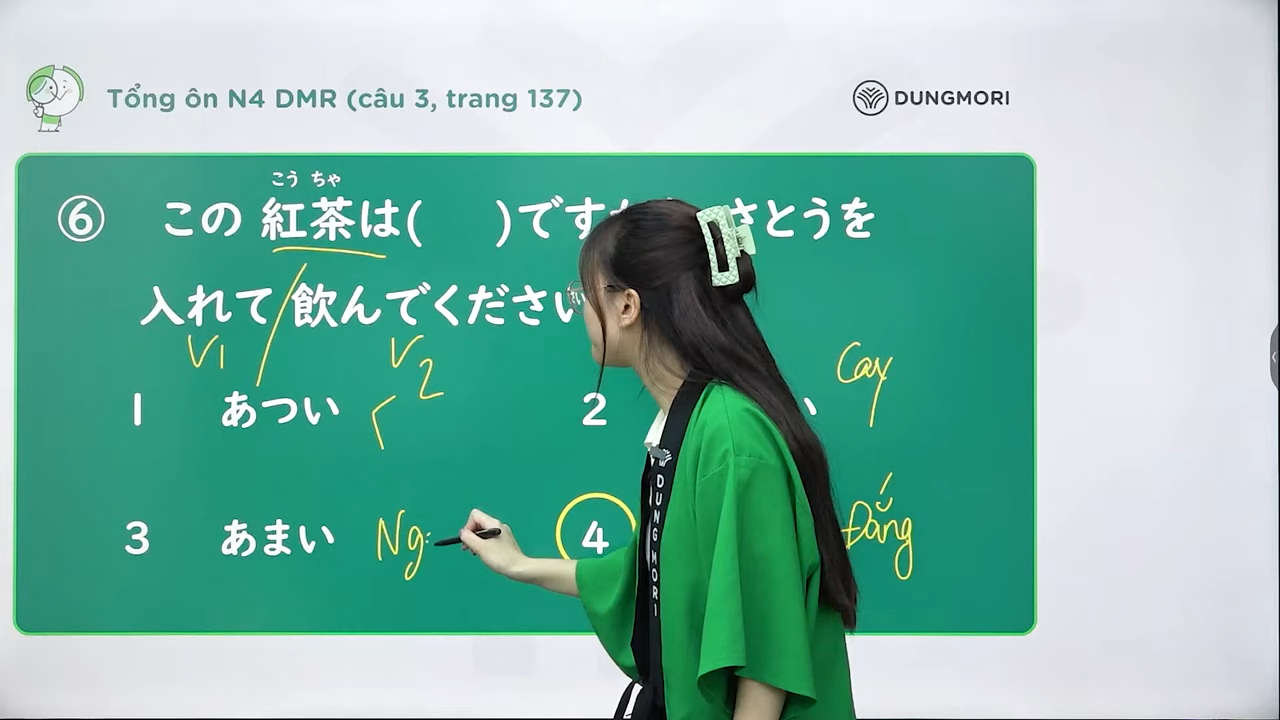 Tổng ôn N4 DMR (câu 3, trang 137)
DUNGMORI
こう ちゃ
⑥ この 紅茶は( )です さとうを
入れて 飲んでください
V1 V2
Cay
1 あつい 2 い
3 あまい Ng 4 Đắng
DUNGMORI